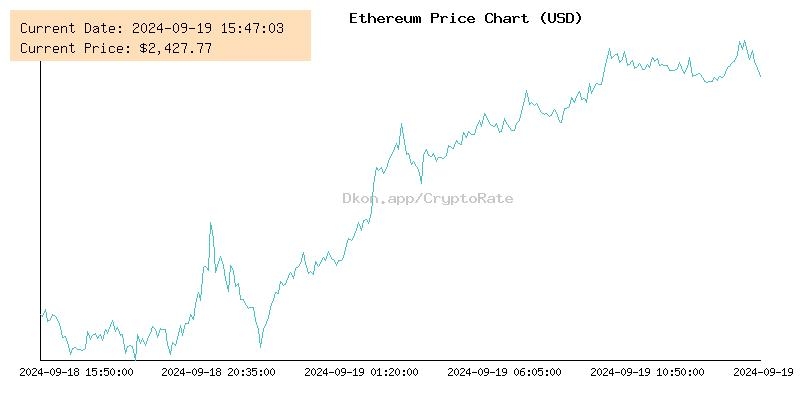 Ethereum Price Chart (USD)
Current Date: 2024-09-19 15:47:03
Current Price: $2,427.77
Dkon.app/CryptoRate
2024-09-18 15:50:00
2024-09-18 20:35:00
2024-09-19 01:20:00
2024-09-19 06:05:00
2024-09-19 10:50:00
2024-09-19